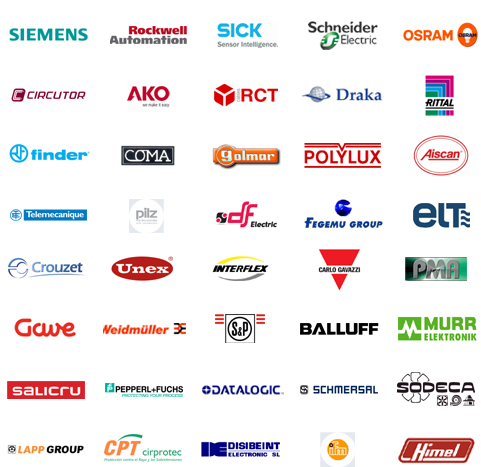 SIEMENS
Rockwell
Automation
SICK
Sensor Intelligence.
Schneider
Electric
OSRAM
OSRAM
CIRCUTOR
AKO
we make it easy
RCT
Draka
RITTAL
finder
COMA
galmar
POLYLUX
Aiscan
Telemecanique
pilz
df
Electric
FEGEMU GROUP
ELT
Crouzet
Unex
INTERFLEX
CARLO GAVAZZI
PMA
Gave
Weidmüller
S&P
BALLUFF
MURR
ELEKTRONIK
SALICRU
PEPPERL+FUCHS
PROTECTING YOUR PROCESS
DATALOGIC
SCHMERSAL
SODECA
LAPP GROUP
CPT
cirprotec
DISIBEINT
ELECTRONIC SL
ifm
Himel